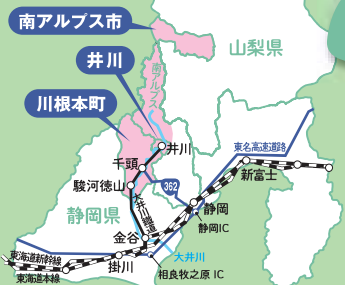 南アルプス市
山梨県
井川
南アルプス
川根本町
井川
東名高速道路
千頭
新富士
362
駿河徳山
大井川鐵道
静岡
静岡県
静岡IC
金谷
大井川
東海道新幹線
掛川
相良牧之原 IC
東海道本線